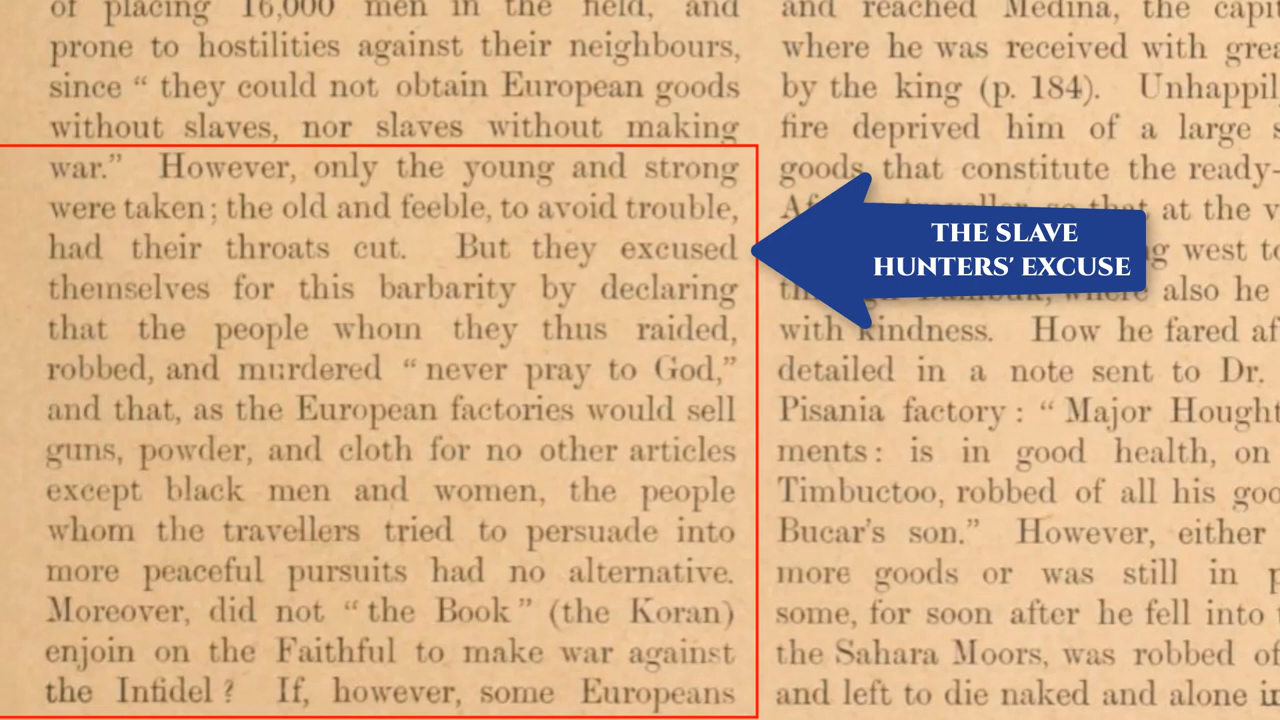 of placing 16,000 men in the field, and
prone to hostilities against their neighbours,
since “ they could not obtain European goods
without slaves, nor slaves without making
war.” However, only the young and strong
were taken; the old and feeble, to avoid trouble,
had their throats cut. But they excused
themselves for this barbarity by declaring
that the people whom they thus raided,
robbed, and murdered “ never pray to God,”
and that, as the European factories would sell
guns, powder, and cloth for no other articles
except black men and women, the people
whom the travellers tried to persuade into
more peaceful pursuits had no alternative.
Moreover, did not “ the Book ” (the Koran)
enjoin on the Faithful to make war against
the Infidel ? If, however, some Europeans
and reached Medina, the
where he was received with
by the king (p. 184).
fire deprived him of a large
goods that constitute the
at the
west
also he
with kindness. How he fared
detailed in a note sent to Dr.
Pisania factory : “ Major
ments : is in good health, on
Timbuctoo, robbed of all his
Bucar’s son.” However, either
more goods or was still in
some, for soon after he fell into
the Sahara Moors, was robbed
and left to die naked and alone
THE SLAVE
HUNTERS’ EXCUSE